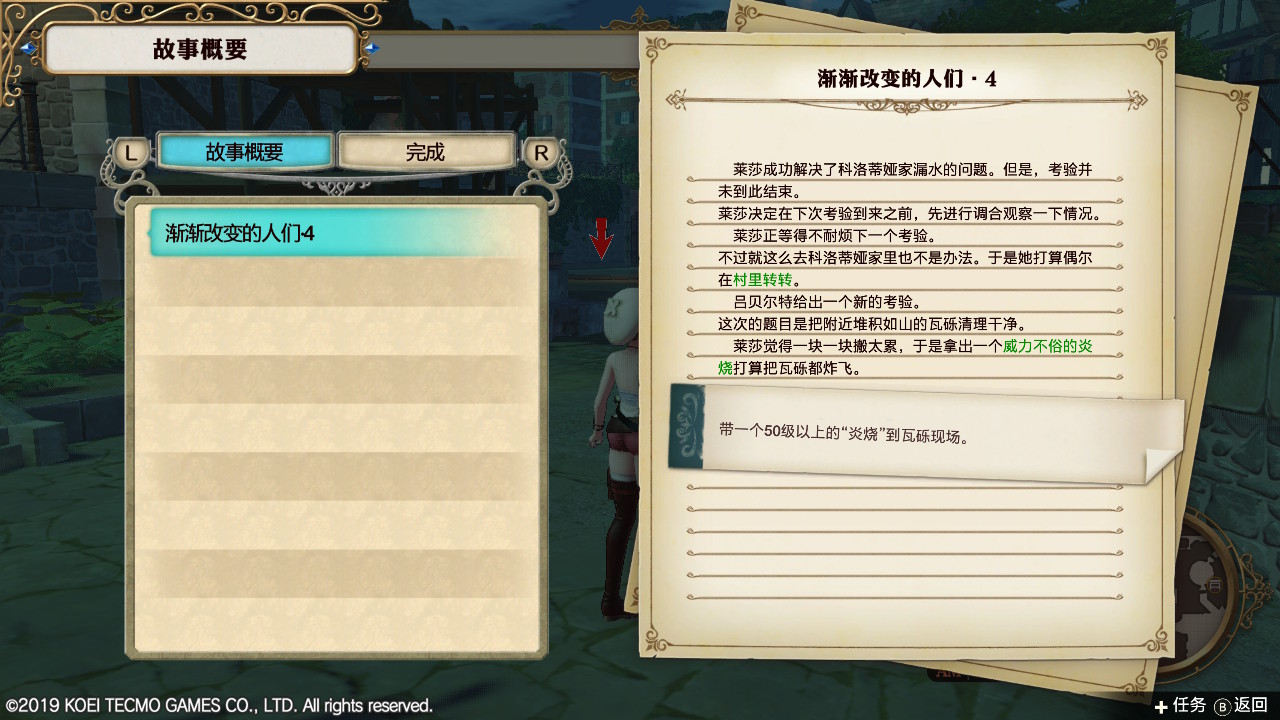 故事概要
L
故事概要
完成
R
渐渐改变的人们·4
渐渐改变的人们·4
莱莎成功解决了科洛蒂娅家漏水的问题。但是，考验并
未到此结束。
莱莎决定在下次考验到来之前，先进行调合观察一下情况。
莱莎正等得不耐烦下一个考验。
不过就这么去科洛蒂娅家里也不是办法。于是她打算偶尔
在村里转转。
吕贝尔特给出一个新的考验。
这次的题目是把附近堆积如山的瓦砾清理干净。
莱莎觉得一块一块搬太累，于是拿出一个威力不俗的炎
烧打算把瓦砾都炸飞。
带一个50级以上的“炎烧”到瓦砾现场。
©2019 KOEI TECMO GAMES CO., LTD. All rights reserved.
任务 B 返回